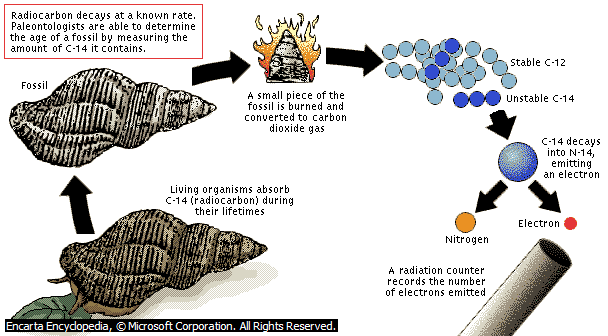 Radiocarbon decays at a known rate.
Paleontologists are able to determine
the age of a fossil by measuring the
amount of C-14 it contains.
Fossil
A small piece of the
fossil is burned and
converted to carbon
dioxide gas
Stable C-12
Unstable C-14
C-14 decays
into N-14,
emitting
an electron
Nitrogen
Electron
A radiation counter
records the number
of electrons emitted
Living organisms absorb
C-14 (radiocarbon) during
their lifetimes
Encarta Encyclopedia, © Microsoft Corporation. All Rights Reserved.